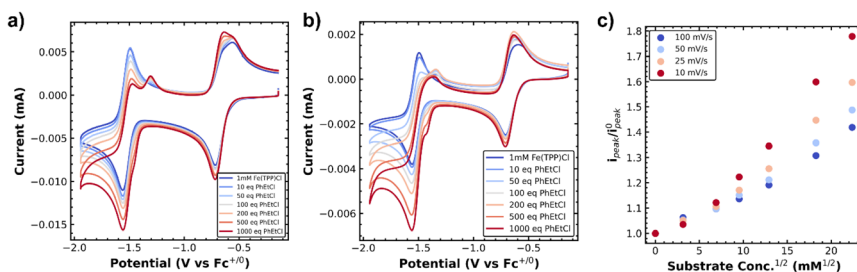 a)
0.005
0.000
−0.005
−0.010
−0.015
Current (mA)
1mM Fe(TPP)Cl
10 eq PhEtCl
50 eq PhEtCl
100 eq PhEtCl
200 eq PhEtCl
500 eq PhEtCl
1000 eq PhEtCl
−2.0 −1.5 −1.0 −0.5
Potential (V vs Fc+/0)
b)
0.004
0.002
0.000
−0.002
−0.004
−0.006
Current (mA)
1mM Fe(TPP)Cl
10 eq PhEtCl
50 eq PhEtCl
100 eq PhEtCl
200 eq PhEtCl
500 eq PhEtCl
1000 eq PhEtCl
−2.0 −1.5 −1.0 −0.5
Potential (V vs Fc+/0)
c)
1.8
1.7
1.6
1.5
1.4
1.3
1.2
1.1
1.0
ipeak/i0peak
100 mV/s
50 mV/s
25 mV/s
10 mV/s
0 5 10 15 20
Substrate Conc.1/2 (mM1/2)